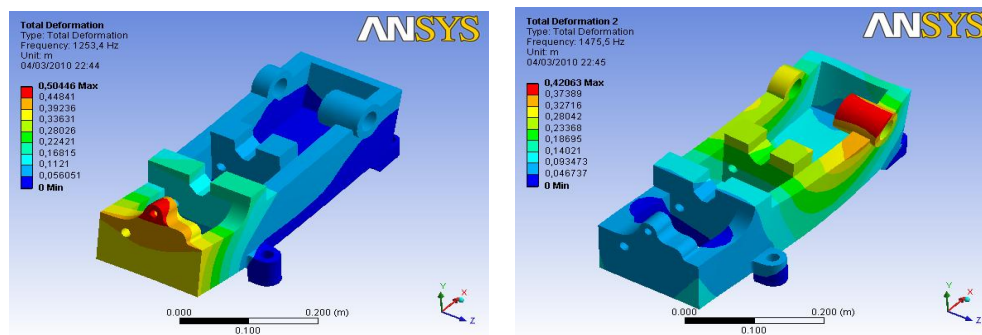 Total Deformation
Type: Total Deformation
Frequency: 1253,4 Hz
Unit: m
04/03/2010 22:44
ANSYS
0,50446 Max
0,44841
0,39236
0,33631
0,28026
0,22421
0,16815
0,1121
0,056051
0 Min
0.000
0.200 (m)
0.100
Y
X
Z
Total Deformation 2
Type: Total Deformation
Frequency: 1475,5 Hz
Unit: m
04/03/2010 22:45
ANSYS
0,42063 Max
0,37389
0,32716
0,28042
0,23368
0,18695
0,14021
0,093473
0,046737
0 Min
0.000
0.200 (m)
0.100
Y
X
Z